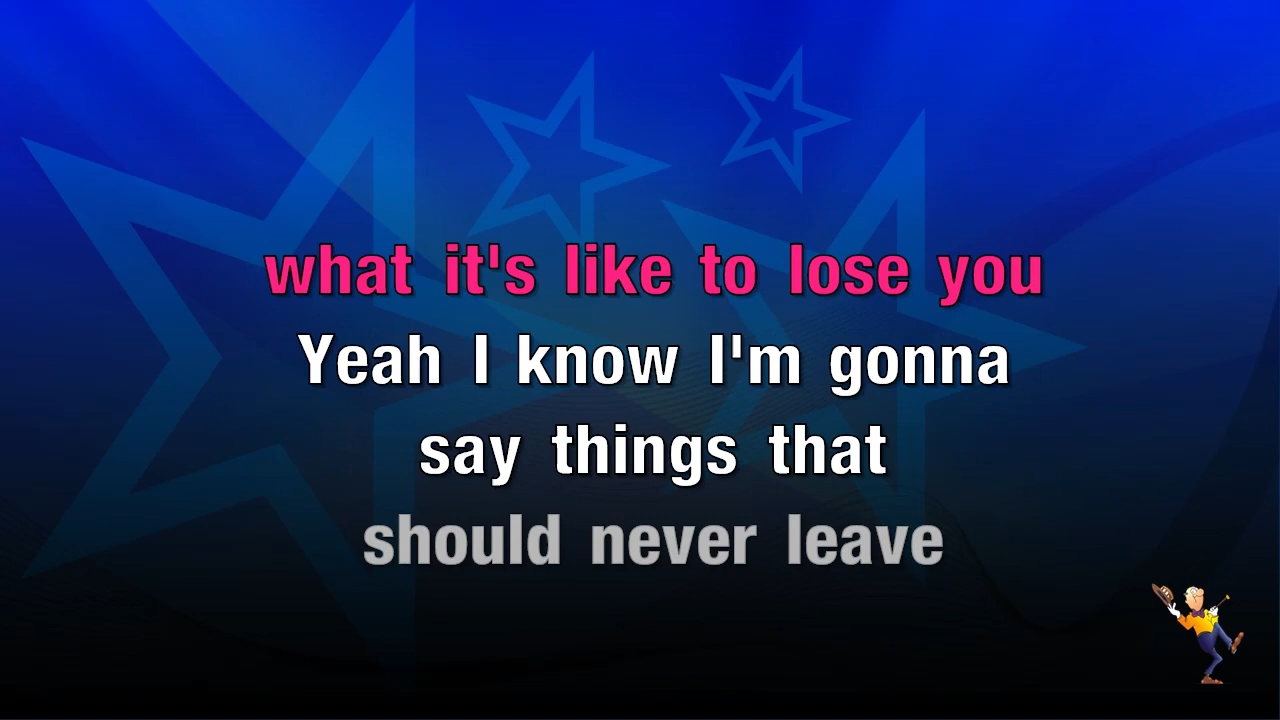 what it's like to lose you
Yeah I know I'm gonna
say things that
should never leave